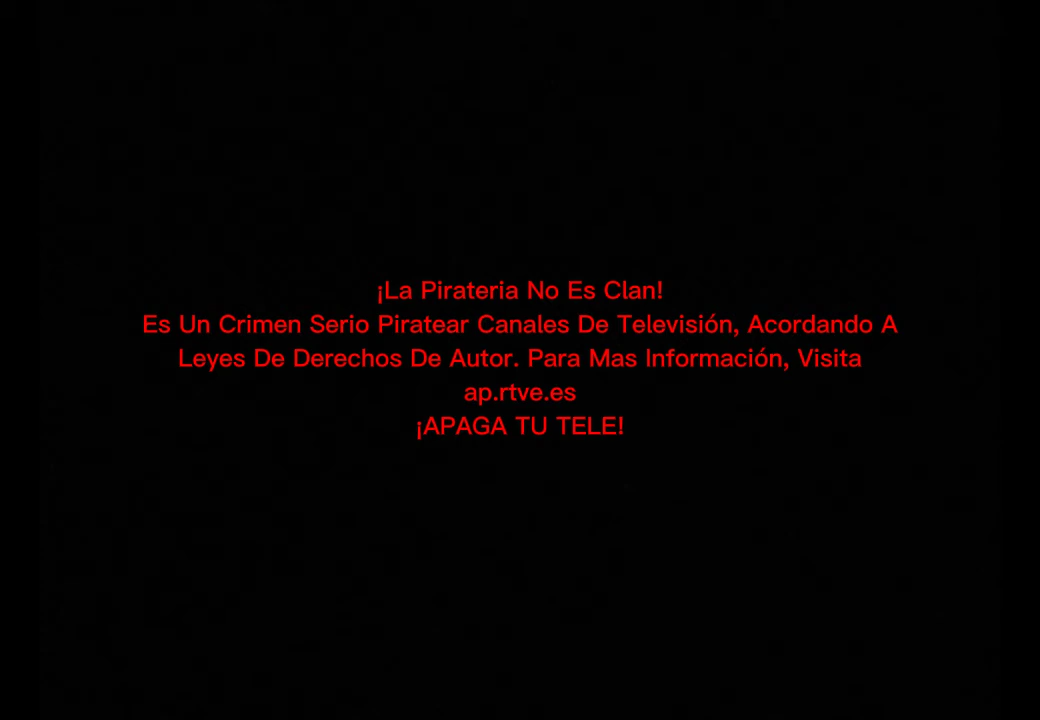 ¡La Pirateria No Es Clan!
Es Un Crimen Serio Piratear Canales De Televisión, Acordando A
Leyes De Derechos De Autor. Para Mas Información, Visita
ap.rtve.es
¡APAGA TU TELE!